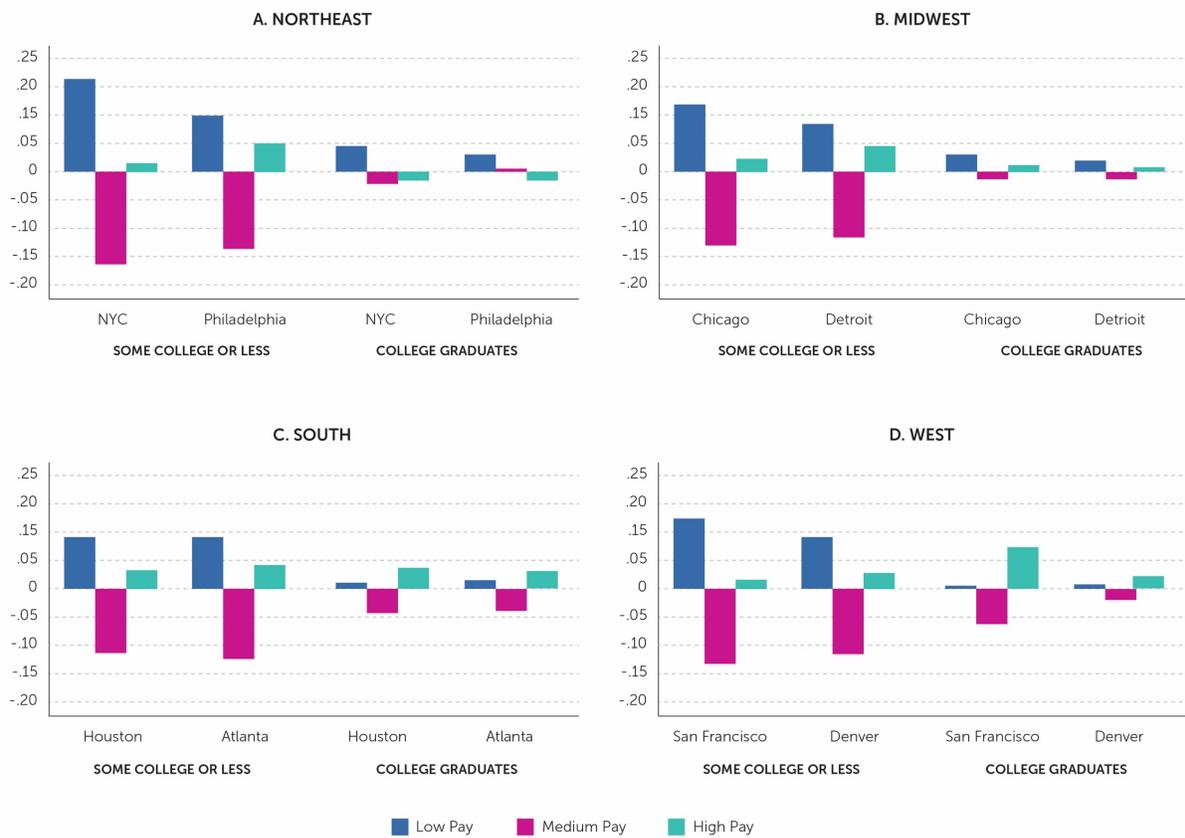 A. NORTHEAST
.25
.20
.15
.05
0
-.05
-.10
-.15
-.20
NYC Philadelphia NYC Philadelphia
SOME COLLEGE OR LESS COLLEGE GRADUATES
B. MIDWEST
.25
.20
.15
.05
0
-.05
-.10
-.15
-.20
Chicago Detroit Chicago Detrioit
SOME COLLEGE OR LESS COLLEGE GRADUATES
C. SOUTH
.25
.20
.15
.05
0
-.05
-.10
-.15
-.20
Houston Atlanta Houston Atlanta
SOME COLLEGE OR LESS COLLEGE GRADUATES
D. WEST
.25
.20
.15
.05
0
-.05
-.10
-.15
-.20
San Francisco Denver San Francisco Denver
SOME COLLEGE OR LESS COLLEGE GRADUATES
Low Pay Medium Pay High Pay